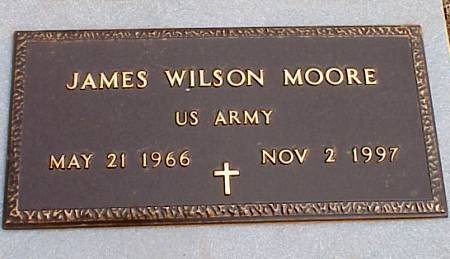 JAMES WILSON MOORE
US ARMY
MAY 21 1966 NOV 2 1997